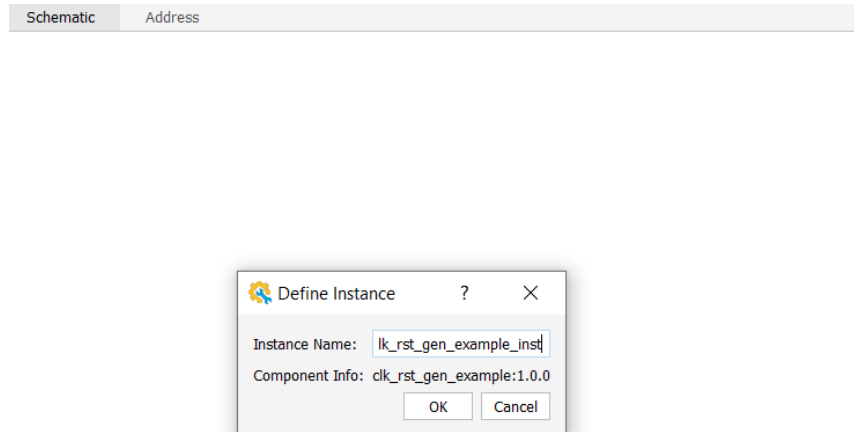 Schematic Address
Define Instance ?
Instance Name: lk_rst_gen_example_inst
Component Info: clk_rst_gen_example:1.0.0
OK Cancel